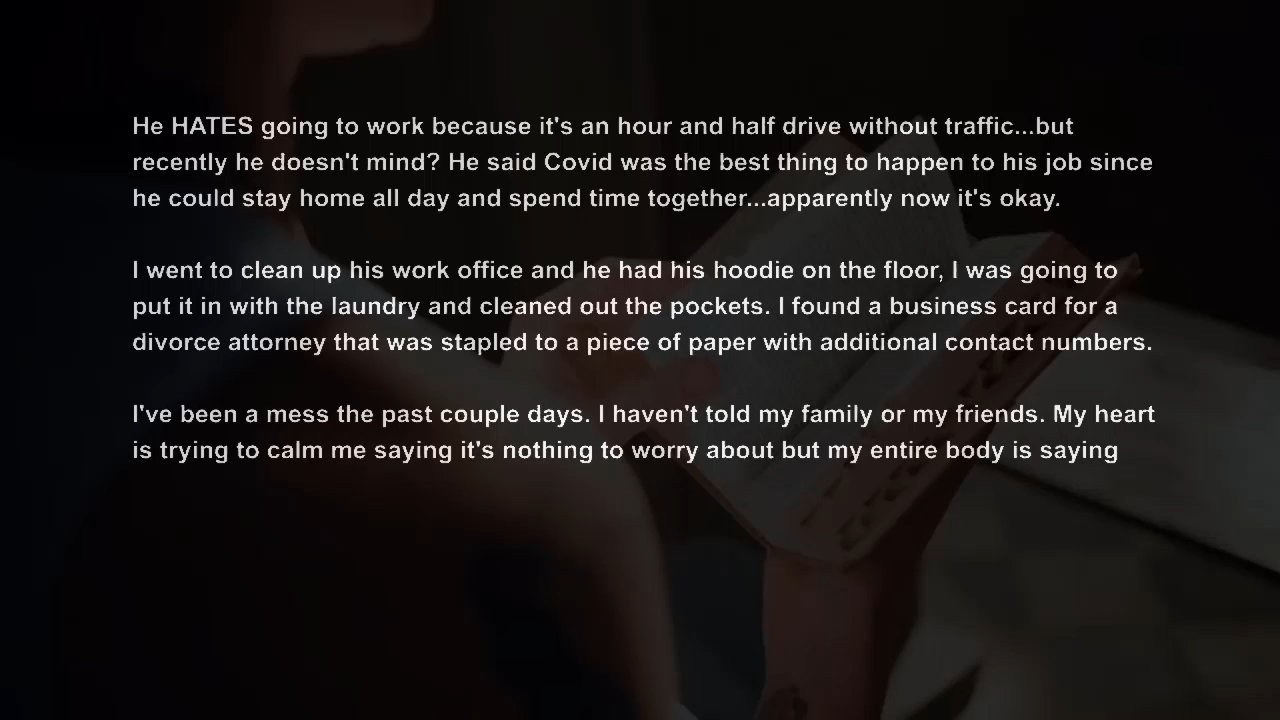 He HATES going to work because it's an hour and half drive without traffic...but
recently he doesn't mind? He said Covid was the best thing to happen to his job since
he could stay home all day and spend time together...apparently now it's okay.
I went to clean up his work office and he had his hoodie on the floor, I was going to
put it in with the laundry and cleaned out the pockets. I found a business card for a
divorce attorney that was stapled to a piece of paper with additional contact numbers.
I've been a mess the past couple days. I haven't told my family or my friends. My heart
is trying to calm me saying it's nothing to worry about but my entire body is saying